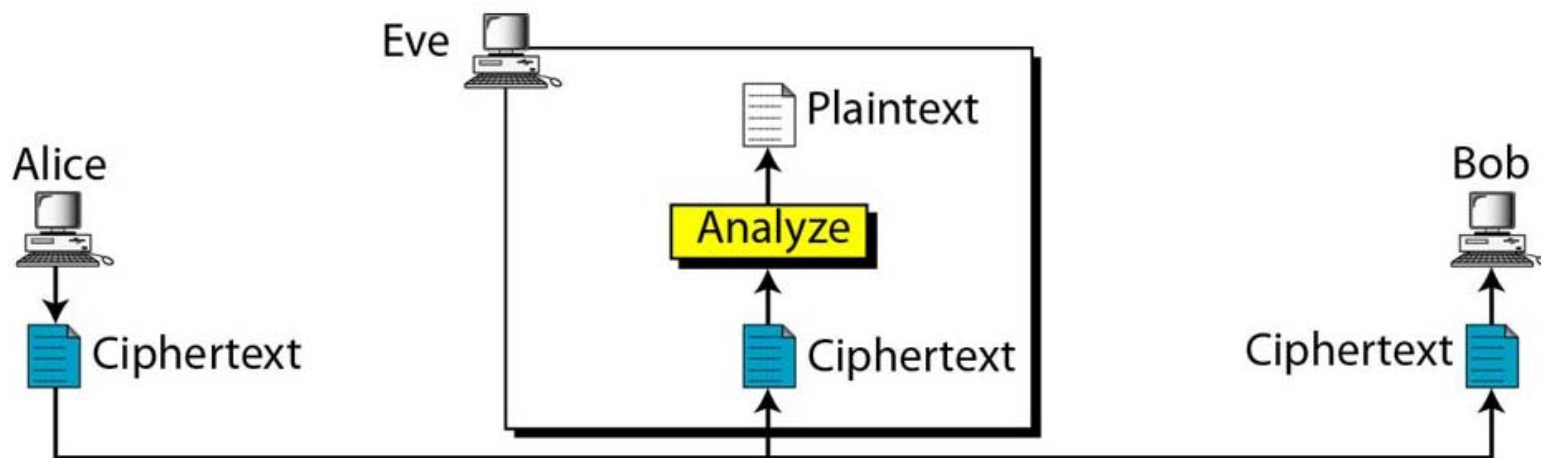 Eve
Plaintext
Alice
Bob
Analyze
Ciphertext
Ciphertext
Ciphertext